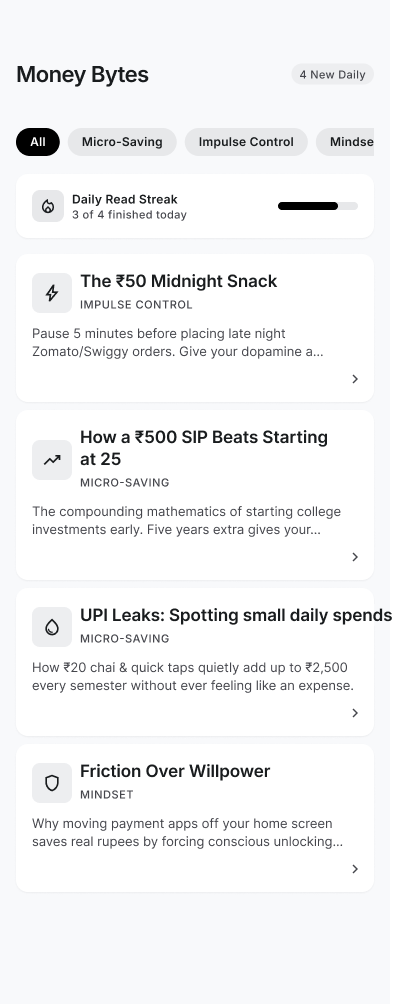 Money Bytes
4 New Daily
All
Micro-Saving
Impulse Control
Mindse
Daily Read Streak
3 of 4 finished today
The ₹50 Midnight Snack
IMPULSE CONTROL
Pause 5 minutes before placing late night
Zomato/Swiggy orders. Give your dopamine a...
How a ₹500 SIP Beats Starting
at 25
MICRO-SAVING
The compounding mathematics of starting college
investments early. Five years extra gives your...
UPI Leaks: Spotting small daily spends
MICRO-SAVING
How ₹20 chai & quick taps quietly add up to ₹2,500
every semester without ever feeling like an expense.
Friction Over Willpower
MINDSET
Why moving payment apps off your home screen
saves real rupees by forcing conscious unlocking...